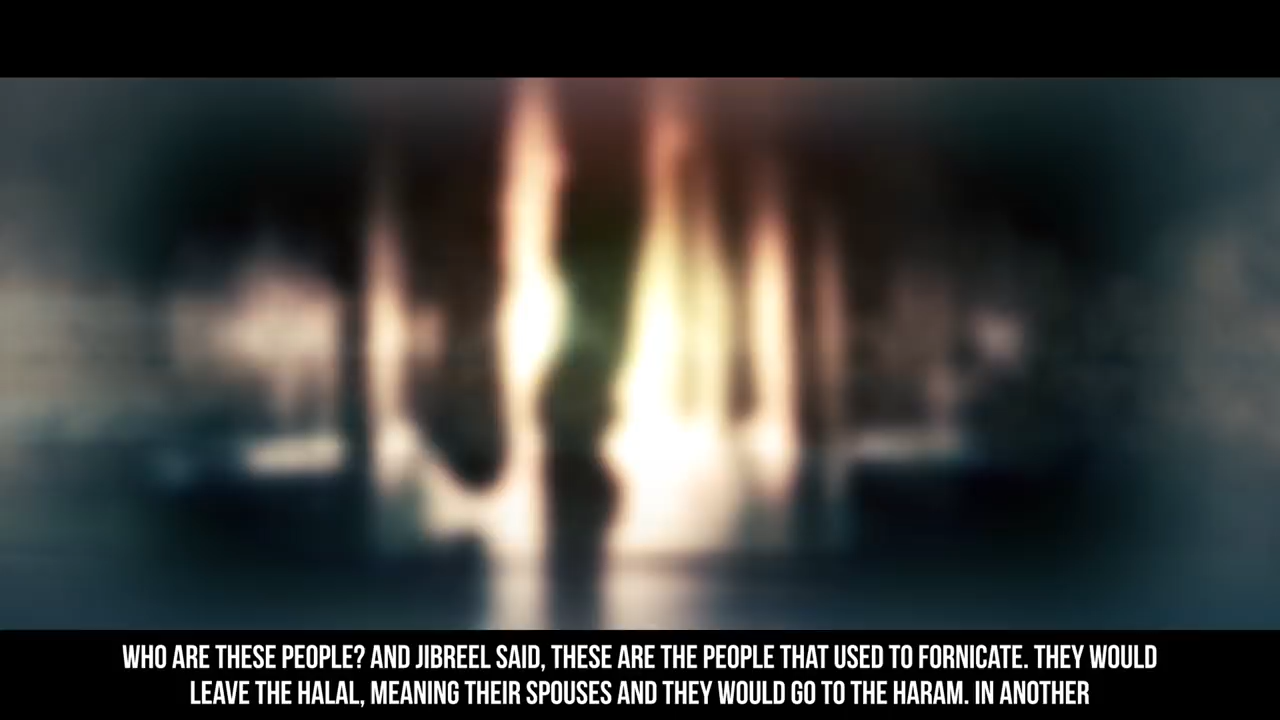 WHO ARE THESE PEOPLE? AND JIBREEL SAID, THESE ARE THE PEOPLE THAT USED TO FORNICATE. THEY WOULD
LEAVE THE HALAL, MEANING THEIR SPOUSES AND THEY WOULD GO TO THE HARAM. IN ANOTHER